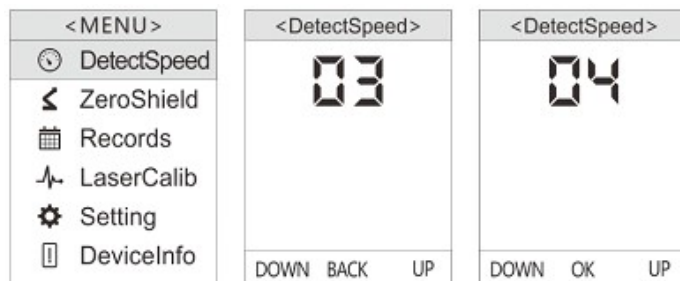 <MENU>
DetectSpeed
ZeroShield
Records
LaserCalib
Setting
DeviceInfo
<DetectSpeed>
03
DOWN BACK UP
<DetectSpeed>
04
DOWN OK UP